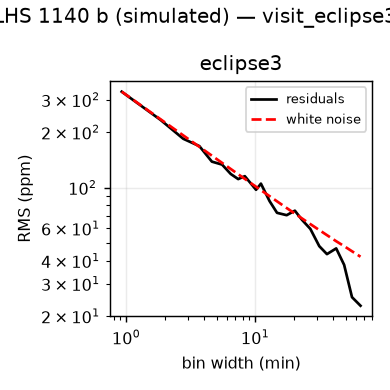 LHS 1140 b (simulated) — visit_eclipse3
eclipse3
residuals
white noise
3 × 10²
2 × 10²
10²
6 × 10¹
4 × 10¹
3 × 10¹
2 × 10¹
RMS (ppm)
10⁰
10¹
bin width (min)